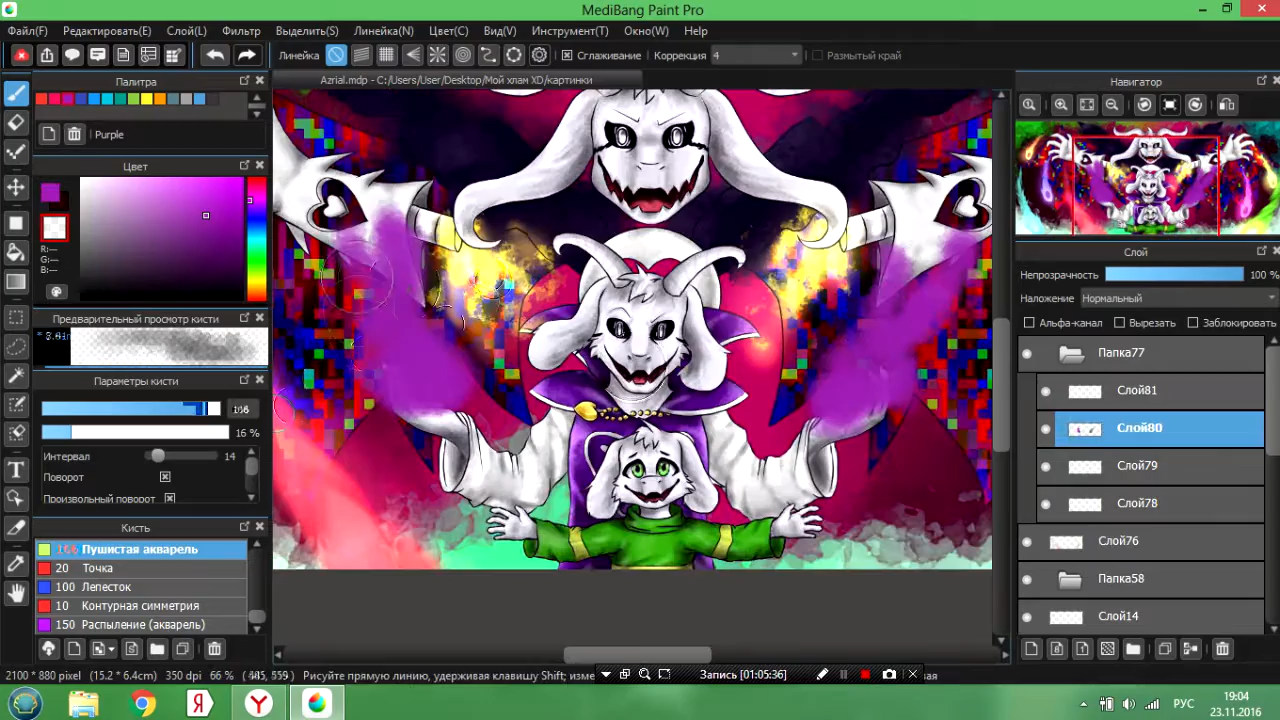 MediBang Paint Pro
Файл(F) Редактировать(E) Слой(L) Фильтр Выделить(S) Линейка(N) Цвет(C) Вид(V) Инструмент(T) Окно(W) Help
Линейка Сглаживание Коррекция 4 Размытый край
Палитра
Azrial.mdp - C:/Users/User/Desktop/Мой хлам XD/картинки
Навигатор
Purple
Цвет
R:---
G:---
B:---
Слой
Непрозрачность 100 %
Наложение Нормальный
Альфа-канал Вырезать Заблокировать
Предварительный просмотр кисти
Папка77
Параметры кисти
Слой81
16 %
Слой80
Интервал 14
Поворот
Слой79
Произвольный поворот
Слой78
Кисть
Слой76
Пушистая акварель
20 Точка
Папка58
100 Лепесток
10 Контурная симметрия
Слой14
150 Распыление (акварель)
2100 * 880 pixel (15.2 * 6.4cm) 350 dpi 66 % Рисуйте прямую линию, удерживая клавишу Shift; изме
Запись [01:05:36]
ная
19:04
РУС
23.11.2016